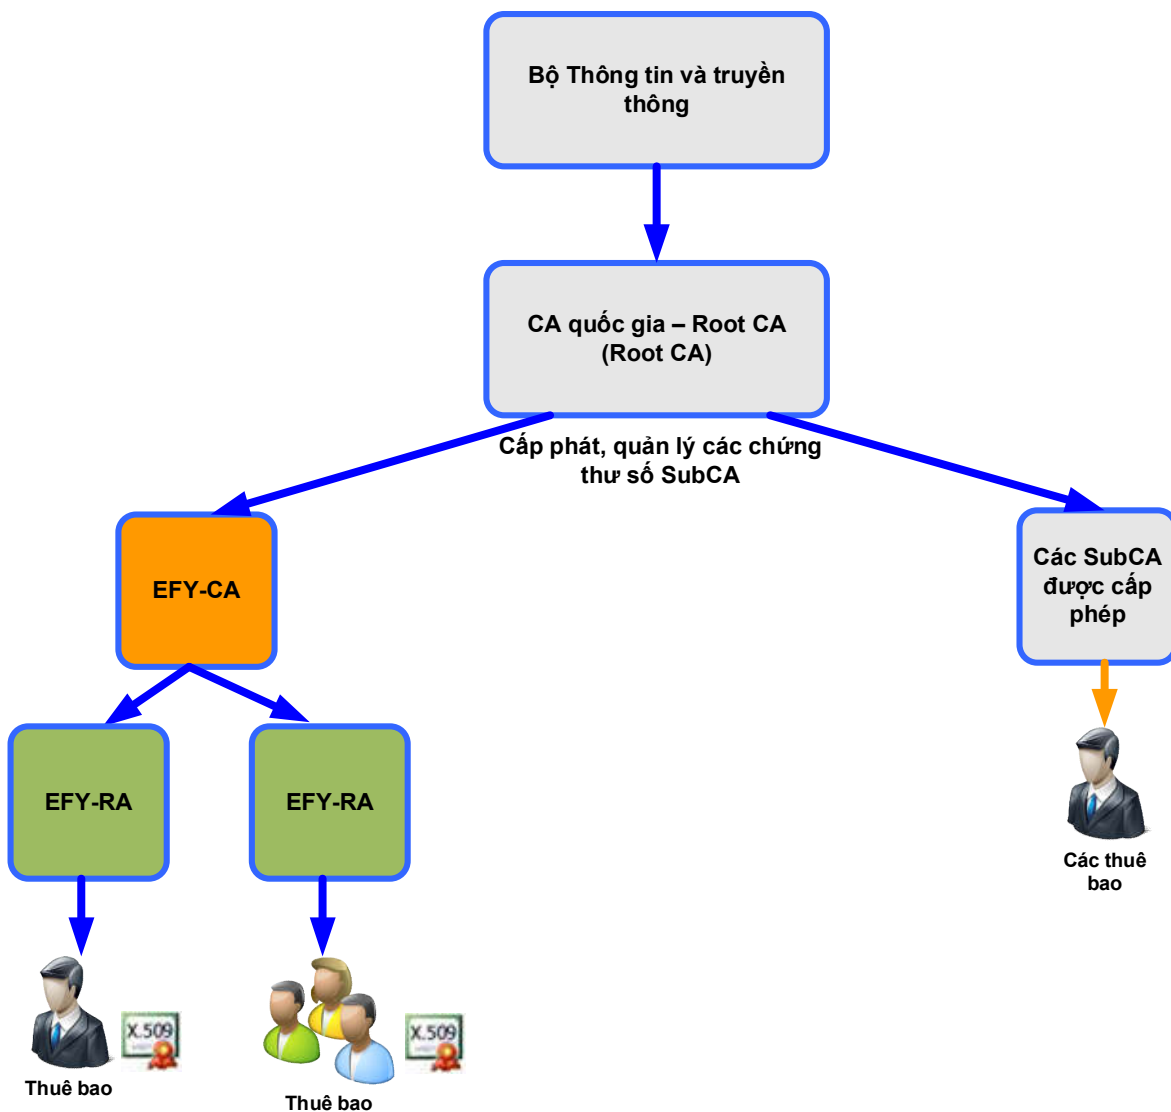 Bộ Thông tin và truyền
thông
CA quốc gia – Root CA
(Root CA)
Cấp phát, quản lý các chứng
thư số SubCA
EFY-CA
Các SubCA
được cấp
phép
EFY-RA
EFY-RA
Các thuê
bao
X.509
X.509
Thuê bao
Thuê bao